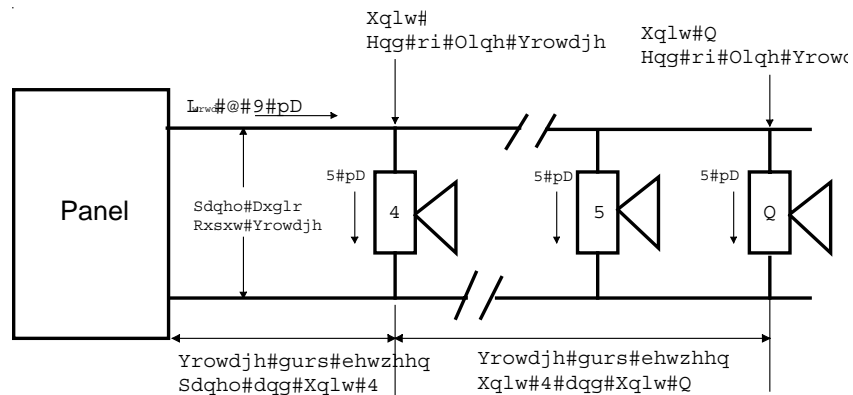 Xqlw#
Hqg#ri#Olqh#Yrowdjh
Xqlw#Q
Hqg#ri#Olqh#Yrowd
Lwrwdo#@#9#pD
Panel
Sdqho#Dxglr
Rxsxw#Yrowdjh
5#pD
4
5#pD
5
5#pD
Q
Yrowdjh#gurs#ehwzhhq
Sdqho#dqg#Xqlw#4
Yrowdjh#gurs#ehwzhhq
Xqlw#4#dqg#Xqlw#Q